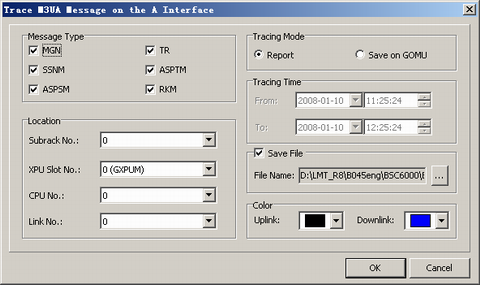 Trace M3UA Message on the A Interface
Message Type
MGN
TR
SSNM
ASPTM
ASPSM
RKM
Location
Subrack No.: 0
XPU Slot No.: 0 (GXPUM)
CPU No.: 0
Link No.: 0
Tracing Mode
Report
Save on GOMU
Tracing Time
From: 2008-01-10 11:25:24
To: 2008-01-10 12:25:24
Save File
File Name: D:\LMT_R8\B045eng\BSC6000\ ...
Color
Uplink:
Downlink:
OK
Cancel